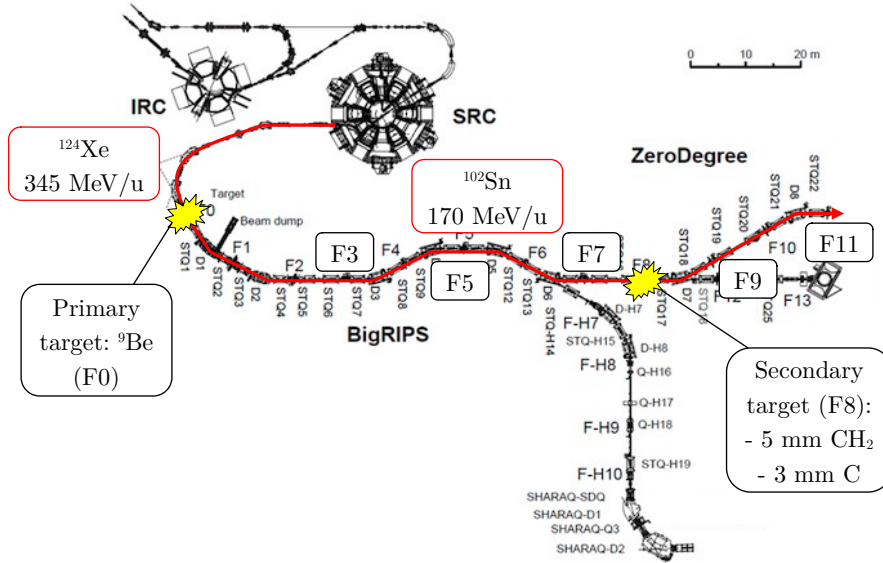 IRC
SRC
0
20 m
ZeroDegree
¹²⁴Xe
345 MeV/u
¹⁰²Sn
170 MeV/u
Target
Beam dump
STQ1
D1
STQ3
F1
D2
STQ4
F2
STQ5
STQ6
F3
STQ7
D3
F4
STQ8
STQ9
F5
D5
STQ12
F6
STQ13
D6
F7
STQ17
D7
STQ18
STQ19
STQ20
STQ21
D8
STQ22
F10
F11
F9
Q25
F13
BigRIPS
Primary
target: ⁹Be
(F0)
Secondary
target (F8):
- 5 mm CH₂
- 3 mm C
STQ-H14
F-H7
D-H7
STQ-H15
D-H8
F-H8
Q-H16
Q-H17
F-H9
Q-H18
STQ-H19
F-H10
SHARAQ-SDQ
SHARAQ-D1
SHARAQ-Q3
SHARAQ-D2